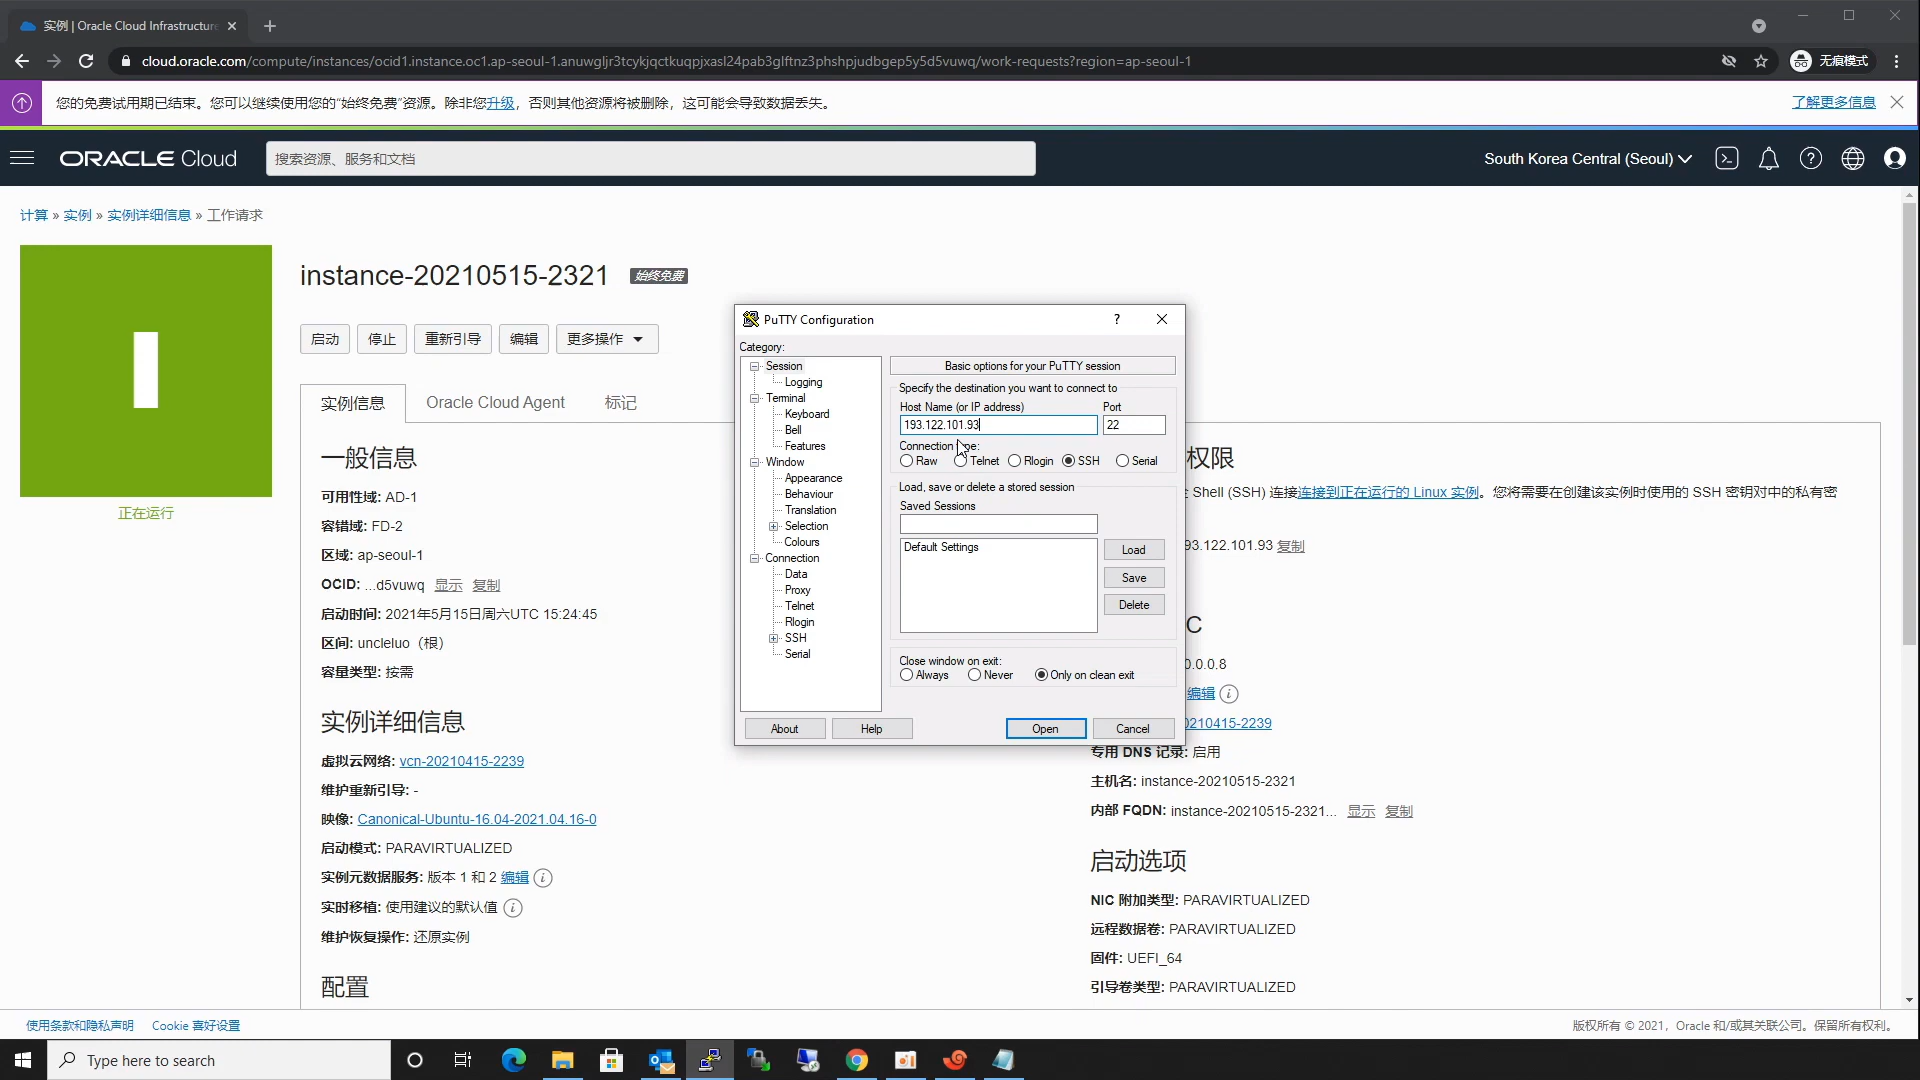 实例 | Oracle Cloud Infrastructure
cloud.oracle.com/compute/instances/ocid1.instance.oc1.ap-seoul-1.anuwgljr3tcykjqctkuqpjxasl24pab3glftnz3phshpjudbgep5y5d5vuwq/work-requests?region=ap-seoul-1
无痕模式
您的免费试用期已结束。您可以继续使用您的“始终免费”资源。除非您升级，否则其他资源将被删除，这可能会导致数据丢失。
了解更多信息
ORACLE Cloud
搜索资源、服务和文档
South Korea Central (Seoul)
计算 » 实例 » 实例详细信息 » 工作请求
instance-20210515-2321
始终免费
启动
停止
重新引导
编辑
更多操作
正在运行
实例信息
Oracle Cloud Agent
标记
一般信息
可用性域: AD-1
容错域: FD-2
区域: ap-seoul-1
OCID: ...d5vuwq 显示 复制
启动时间: 2021年5月15日周六UTC 15:24:45
区间: uncleluo（根）
容量类型: 按需
实例详细信息
虚拟云网络: vcn-20210415-2239
维护重新引导: -
映像: Canonical-Ubuntu-16.04-2021.04.16-0
启动模式: PARAVIRTUALIZED
实例元数据服务: 版本 1 和 2 编辑
实时移植: 使用建议的默认值
维护恢复操作: 还原实例
配置
PuTTY Configuration
?
Category:
Session
Logging
Terminal
Keyboard
Bell
Features
Window
Appearance
Behaviour
Translation
Selection
Colours
Connection
Data
Proxy
Telnet
Rlogin
SSH
Serial
Basic options for your PuTTY session
Specify the destination you want to connect to
Host Name (or IP address)
Port
193.122.101.93
22
Connection type:
Raw
Telnet
Rlogin
SSH
Serial
Load, save or delete a stored session
Saved Sessions
Default Settings
Load
Save
Delete
Close window on exit:
Always
Never
Only on clean exit
About
Help
Open
Cancel
权限
Shell (SSH) 连接连接到正在运行的 Linux 实例。您将需要在创建该实例时使用的 SSH 密钥对中的私有密
93.122.101.93 复制
C
0.0.0.8
编辑
0210415-2239
专用 DNS 记录: 启用
主机名: instance-20210515-2321
内部 FQDN: instance-20210515-2321... 显示 复制
启动选项
NIC 附加类型: PARAVIRTUALIZED
远程数据卷: PARAVIRTUALIZED
固件: UEFI_64
引导卷类型: PARAVIRTUALIZED
使用条款和隐私声明
Cookie 喜好设置
版权所有 © 2021，Oracle 和/或其关联公司。保留所有权利。
Type here to search